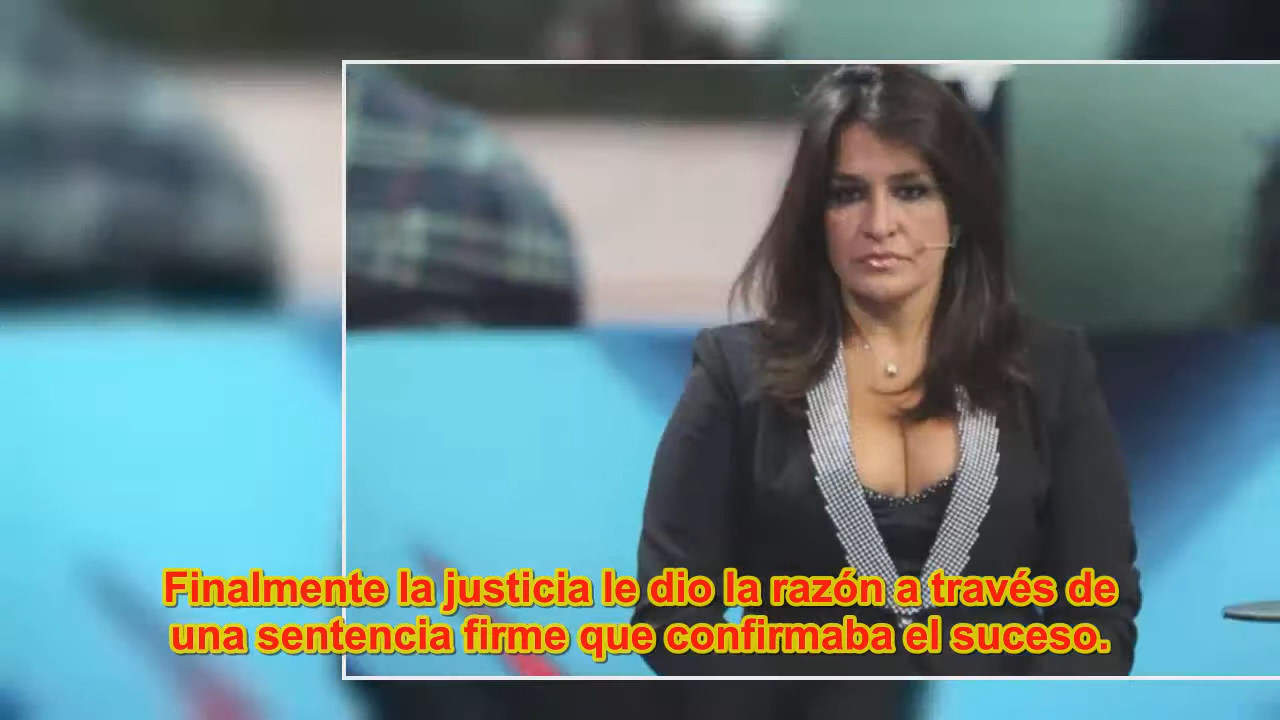 Finalmente la justicia le dio la razón a través de
una sentencia firme que confirmaba el suceso.